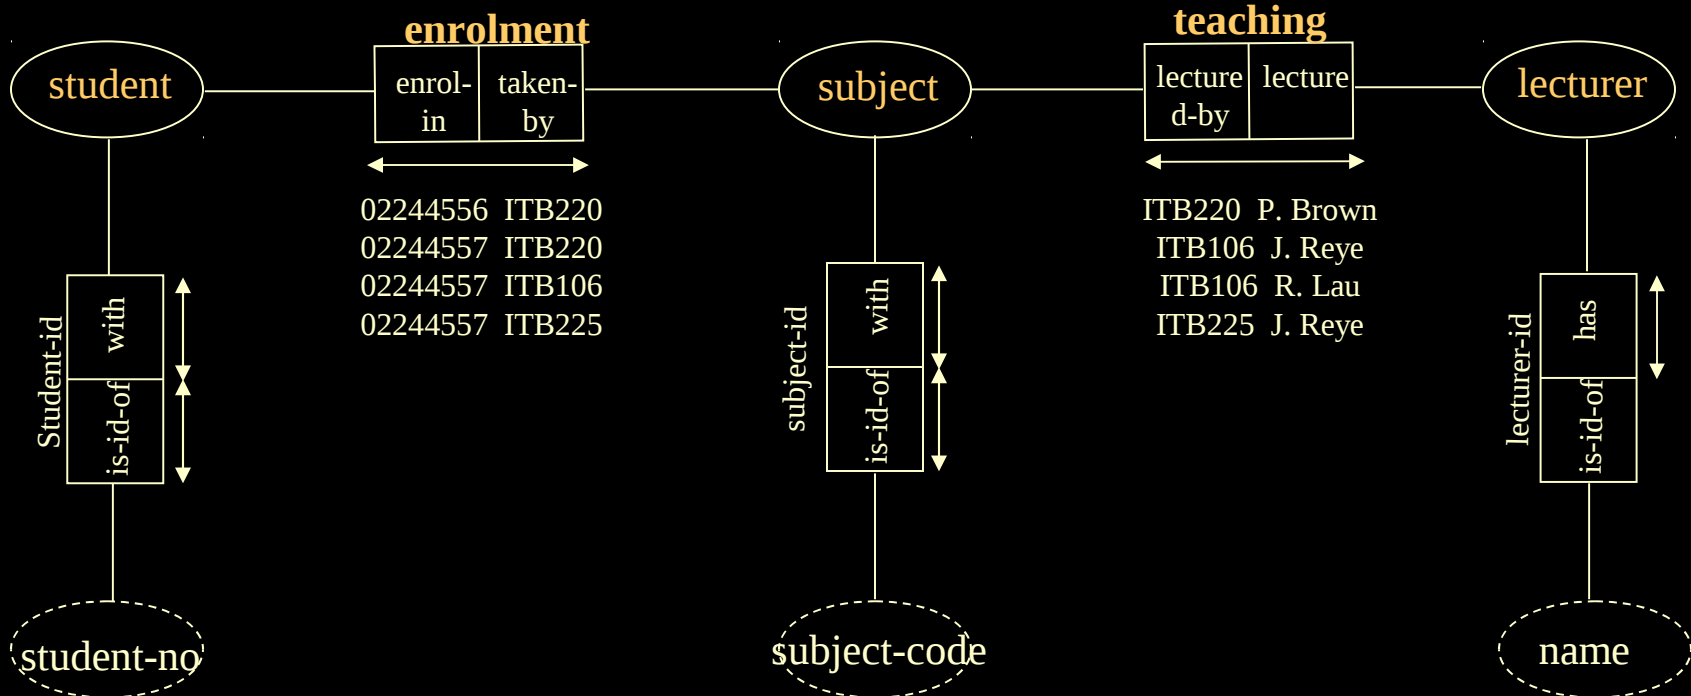 enrolment
teaching
student
enrol-
in
taken-
by
subject
lecture
d-by
lecture
lecturer
02244556 ITB220
02244557 ITB220
02244557 ITB106
02244557 ITB225
ITB220 P. Brown
ITB106 J. Reye
ITB106 R. Lau
ITB225 J. Reye
Student-id
with
is-id-of
subject-id
with
is-id-of
lecturer-id
has
is-id-of
student-no
subject-code
name